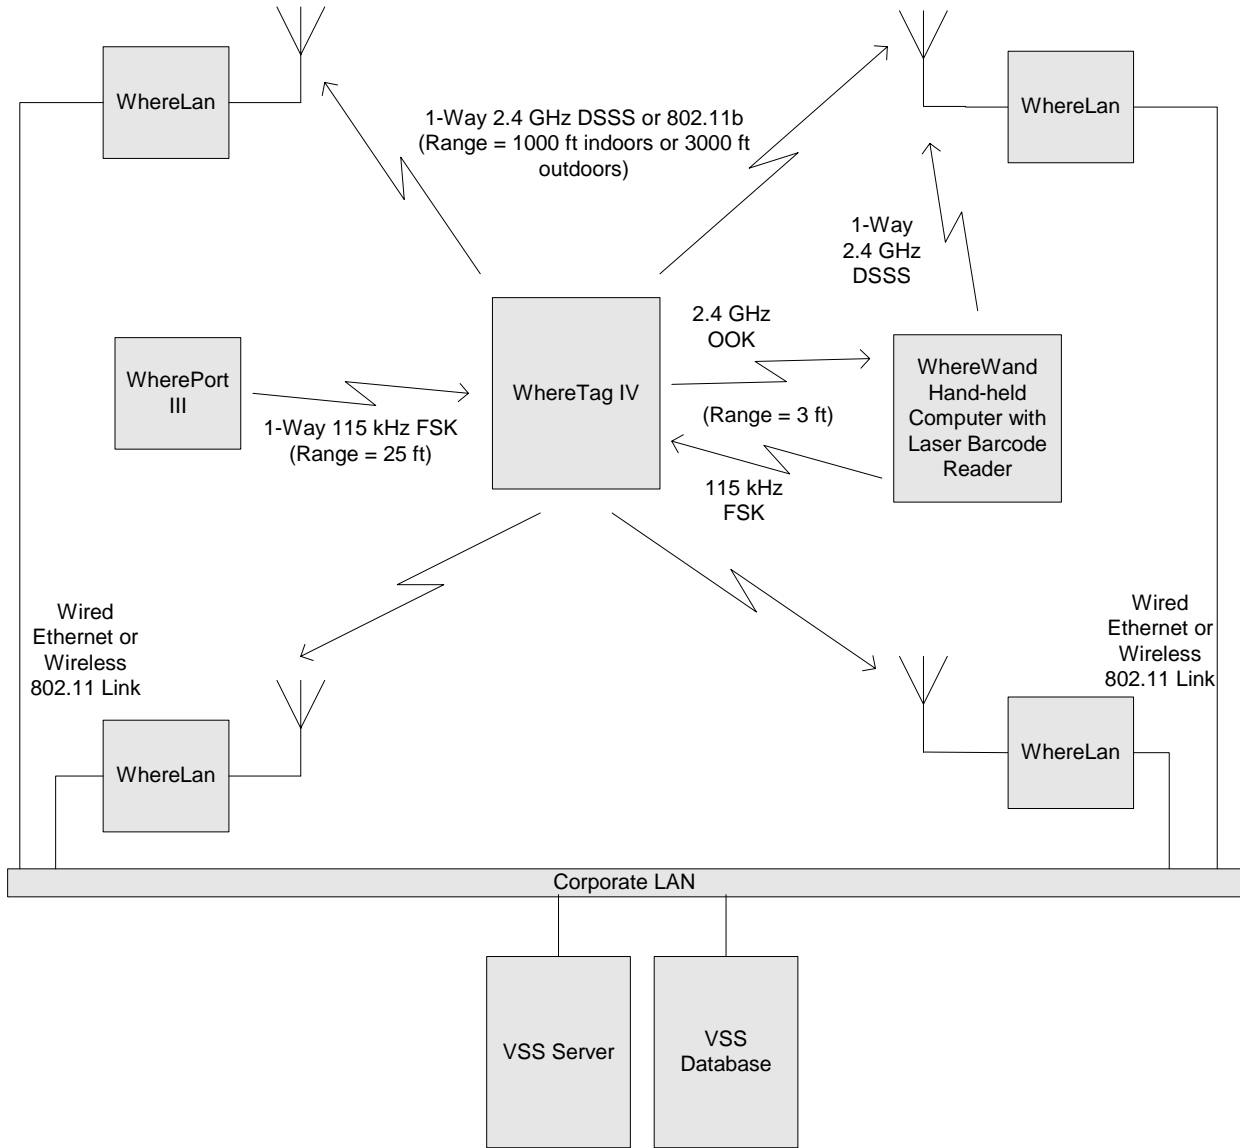 WhereLan
1-Way 2.4 GHz DSSS or 802.11b
(Range = 1000 ft indoors or 3000 ft
outdoors)
WhereLan
1-Way
2.4 GHz
DSSS
WherePort
III
1-Way 115 kHz FSK
(Range = 25 ft)
WhereTag IV
2.4 GHz
OOK
(Range = 3 ft)
115 kHz
FSK
WhereWand
Hand-held
Computer with
Laser Barcode
Reader
Wired
Ethernet or
Wireless
802.11 Link
Wired
Ethernet or
Wireless
802.11 Link
WhereLan
WhereLan
Corporate LAN
VSS Server
VSS
Database